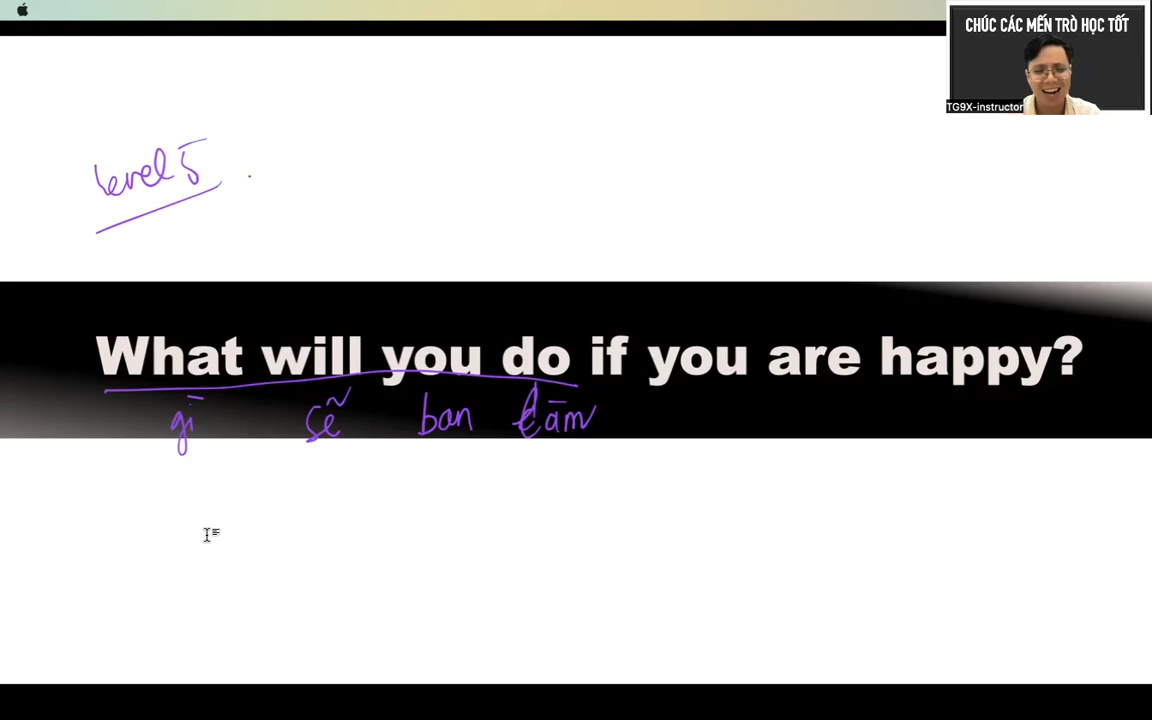 CHÚC CÁC MẾN TRÒ HỌC TỐT
TG9X-instructor
level 5
What will you do if you are happy?
gì sẽ bạn làm